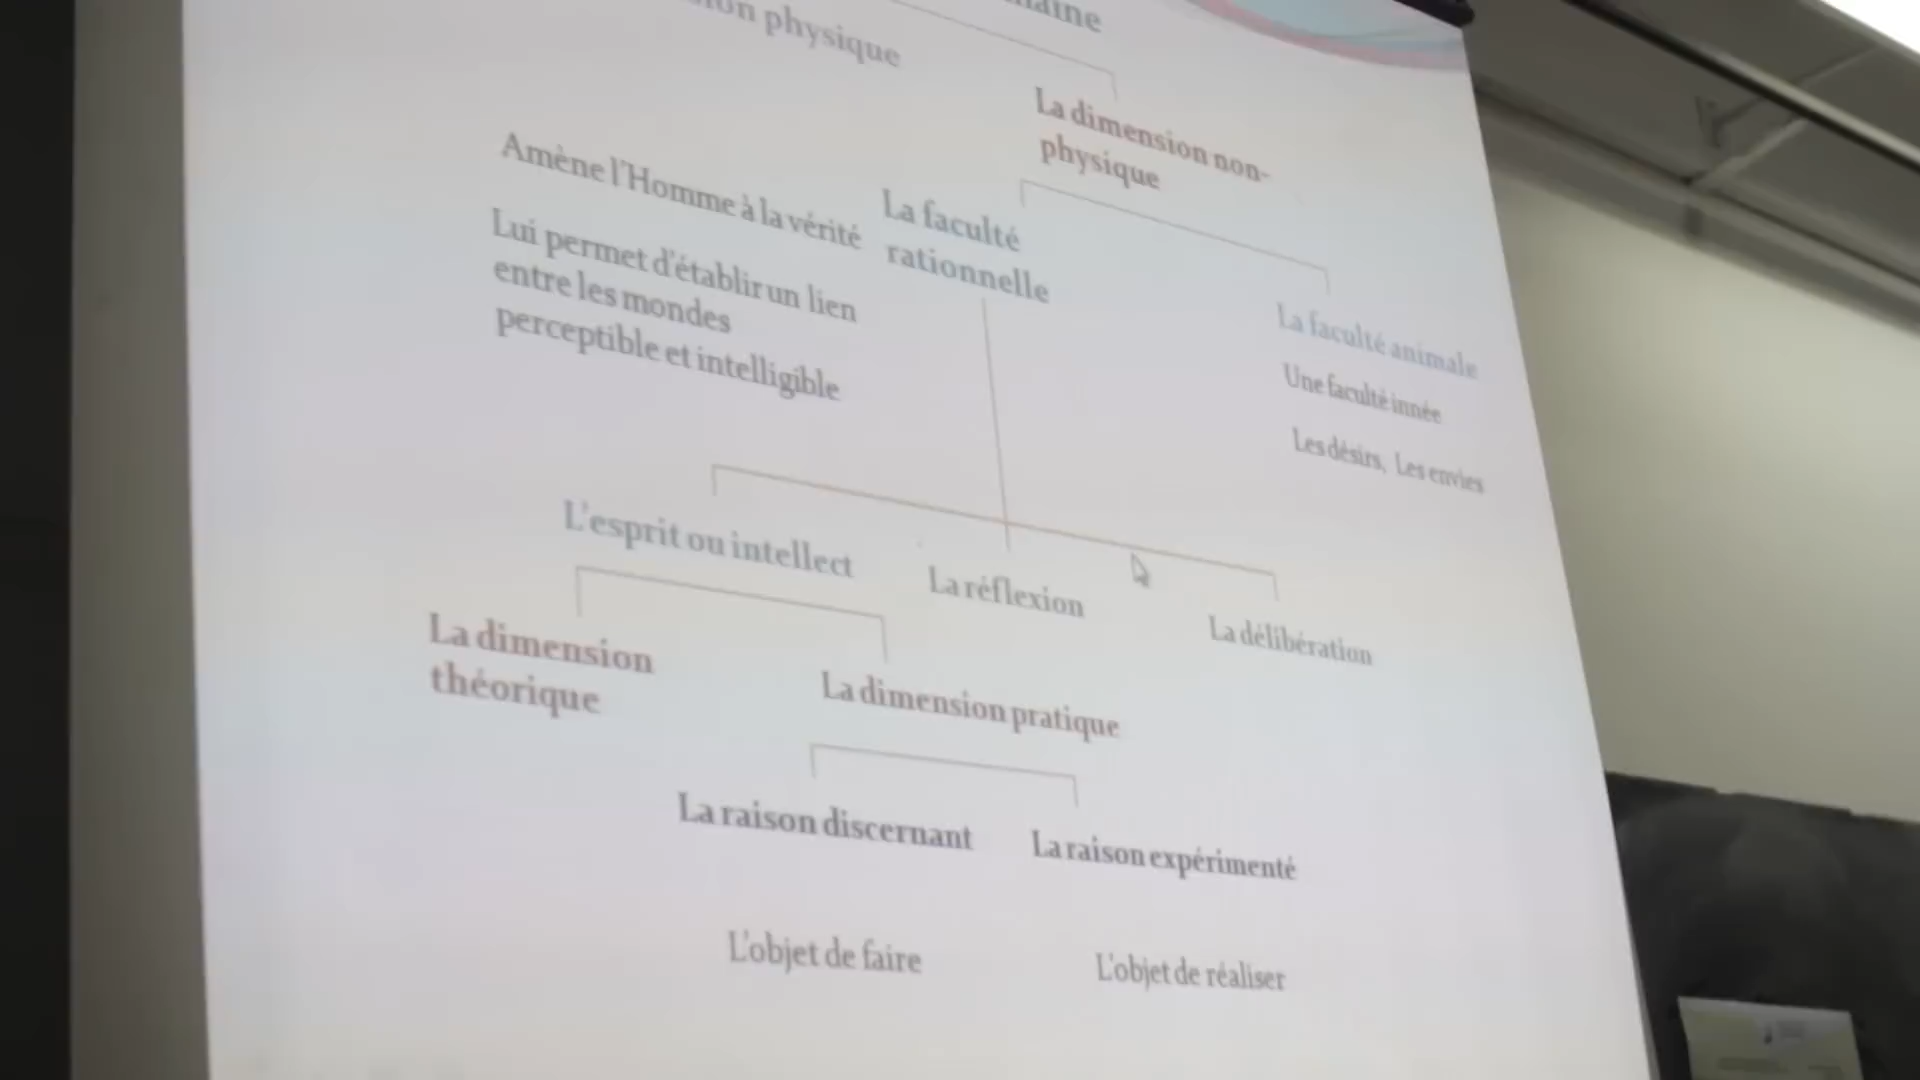 physique
La dimension non-
physique
Amène l'Homme à la vérité
Lui permet d'établir un lien
entre les mondes
perceptible et intelligible
La faculté
rationnelle
La faculté animale
Une faculté innée
Les désirs, Les envies
L'esprit ou intellect
La réflexion
La délibération
La dimension
théorique
La dimension pratique
La raison discernant
La raison expérimenté
L'objet de faire
L'objet de réaliser